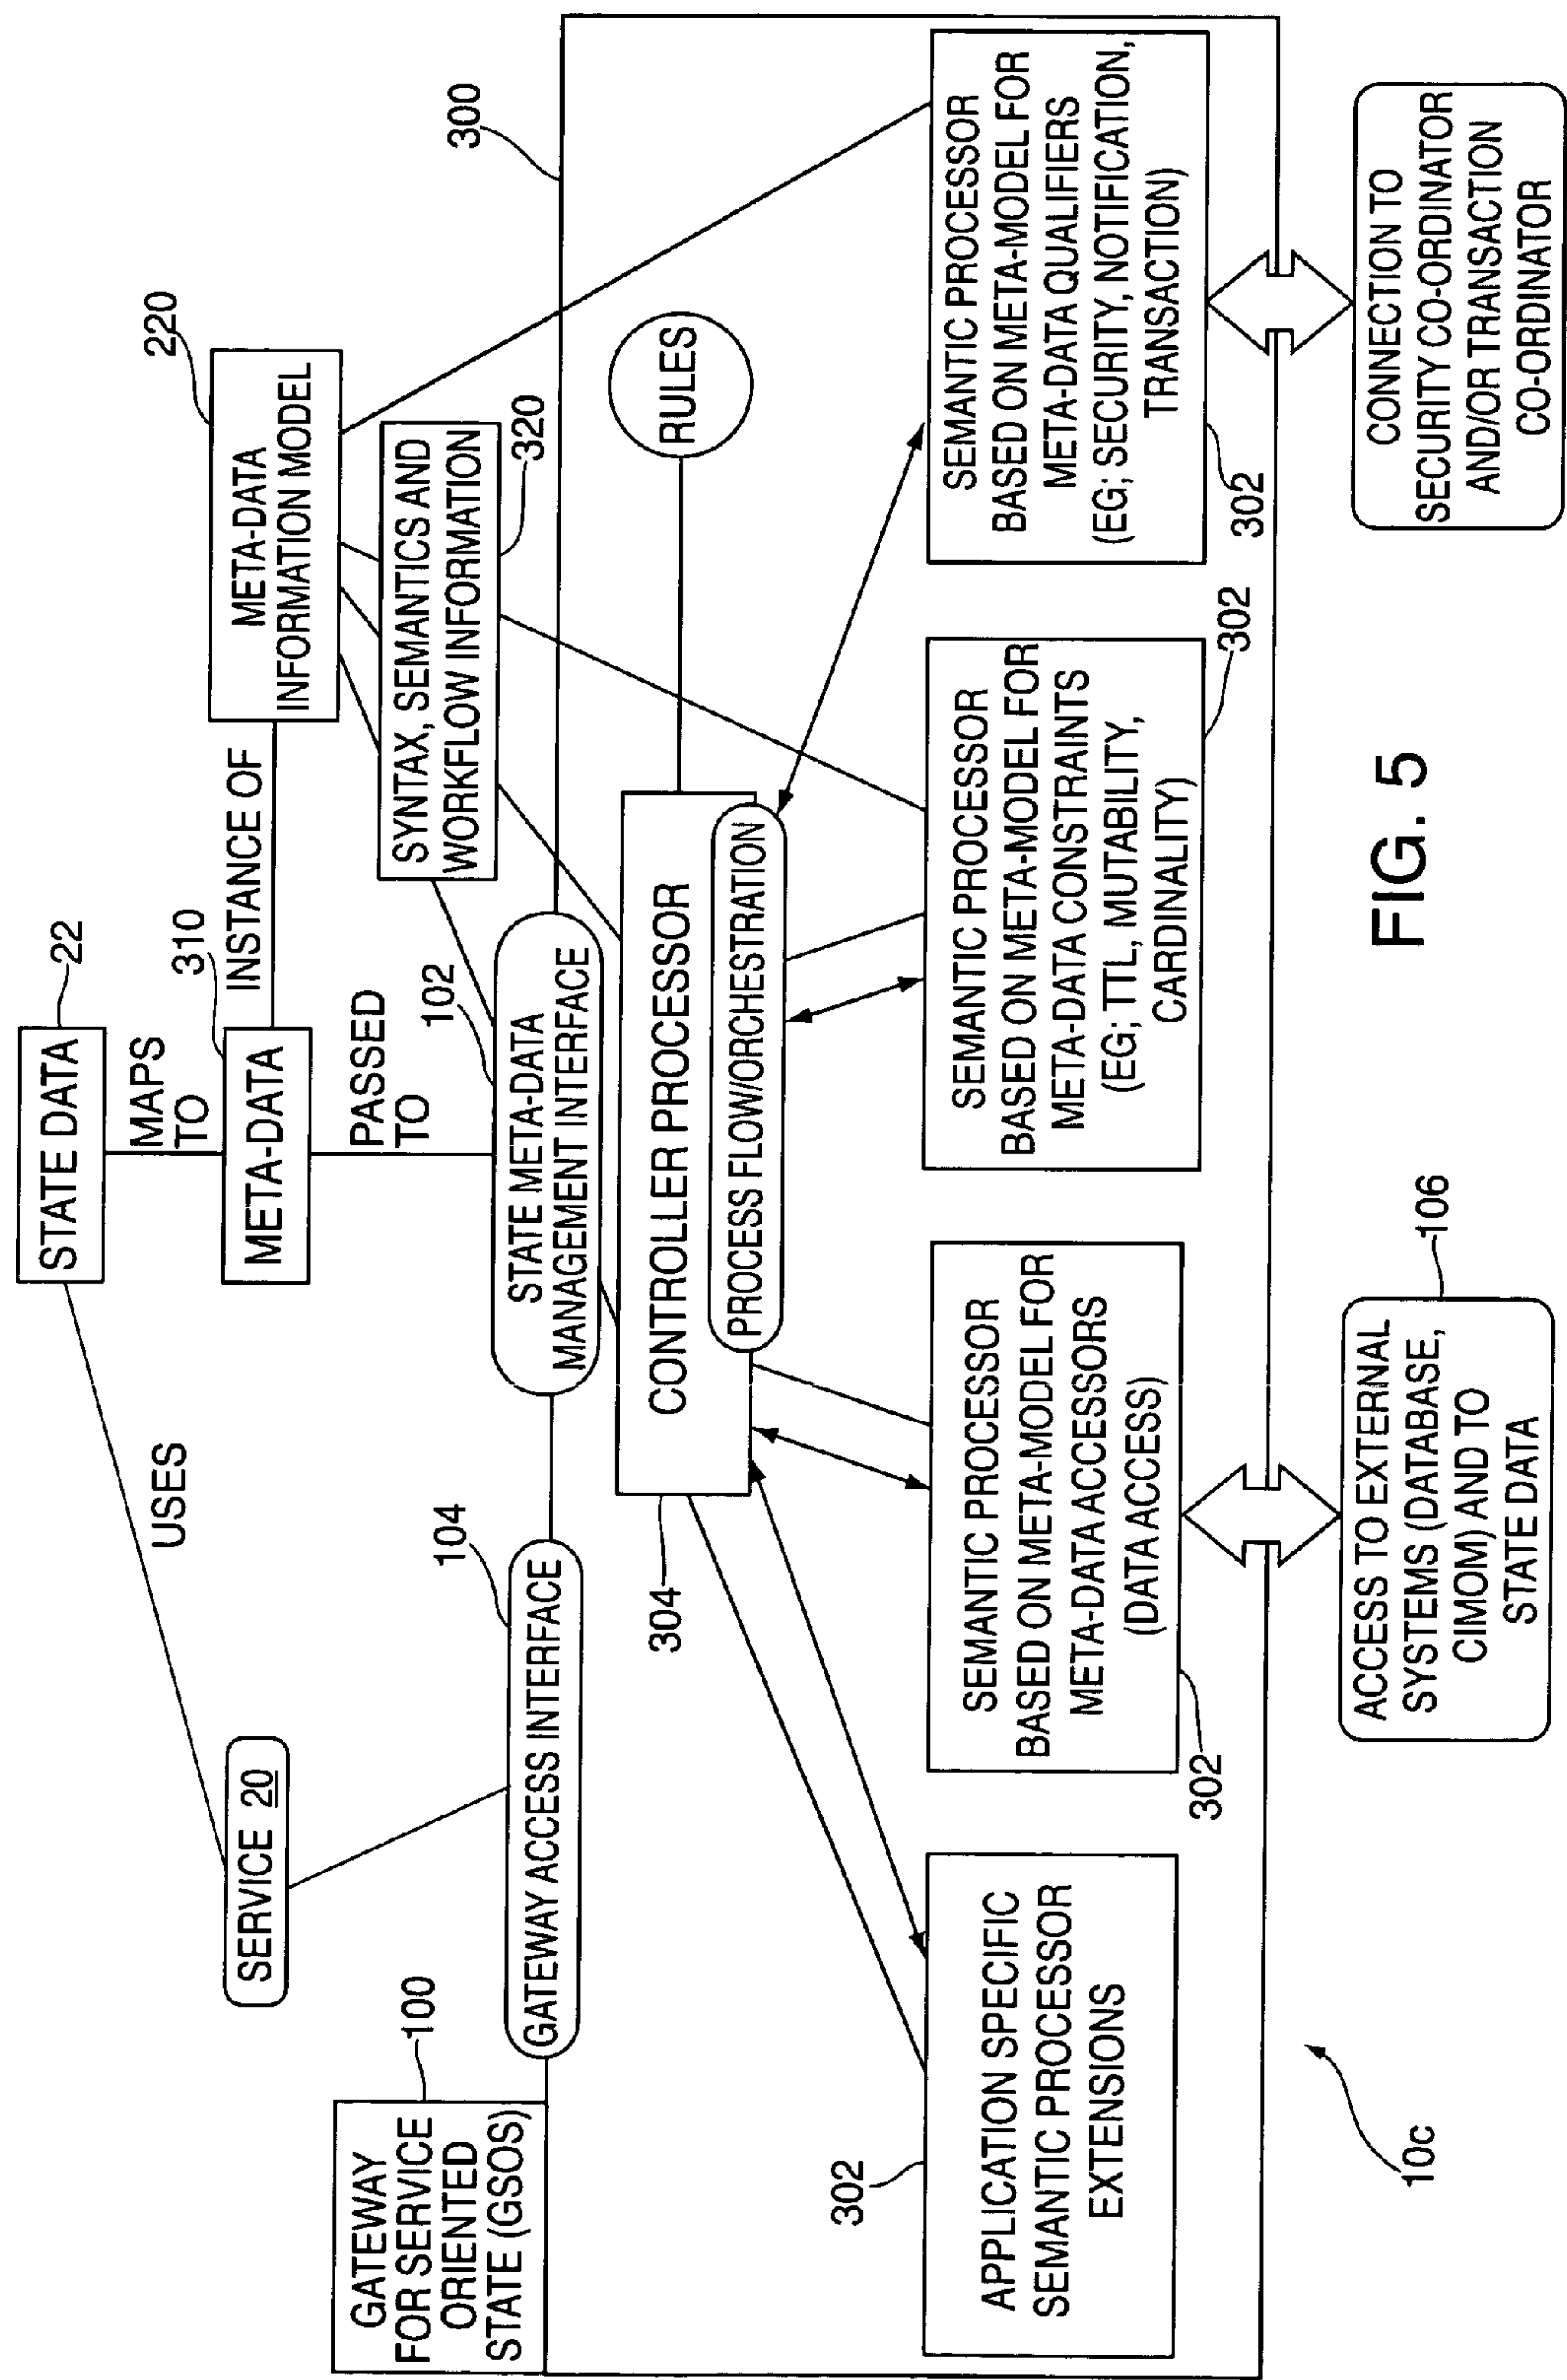 STATE DATA
22
MAPS
TO
META-DATA
310
INSTANCE OF
META-DATA
INFORMATION MODEL
220
PASSED
TO
USES
SERVICE 20
SYNTAX, SEMANTICS AND
WORKFLOW INFORMATION
320
300
GATEWAY
FOR SERVICE
ORIENTED
STATE (GSOS)
100
GATEWAY ACCESS INTERFACE
104
STATE META-DATA
MANAGEMENT INTERFACE
102
CONTROLLER PROCESSOR
304
PROCESS FLOW/ORCHESTRATION
RULES
APPLICATION SPECIFIC
SEMANTIC PROCESSOR
EXTENSIONS
302
SEMANTIC PROCESSOR
BASED ON META-MODEL FOR
META-DATA ACCESSORS
(DATA ACCESS)
302
SEMANTIC PROCESSOR
BASED ON META-MODEL FOR
META-DATA CONSTRAINTS
(EG; TTL, MUTABILITY,
CARDINALITY)
302
SEMANTIC PROCESSOR
BASED ON META-MODEL FOR
META-DATA QUALIFIERS
(EG; SECURITY, NOTIFICATION,
TRANSACTION)
302
10c
ACCESS TO EXTERNAL
SYSTEMS (DATABASE,
CIMOM) AND TO
STATE DATA
106
CONNECTION TO
SECURITY CO-ORDINATOR
AND/OR TRANSACTION
CO-ORDINATOR
FIG. 5